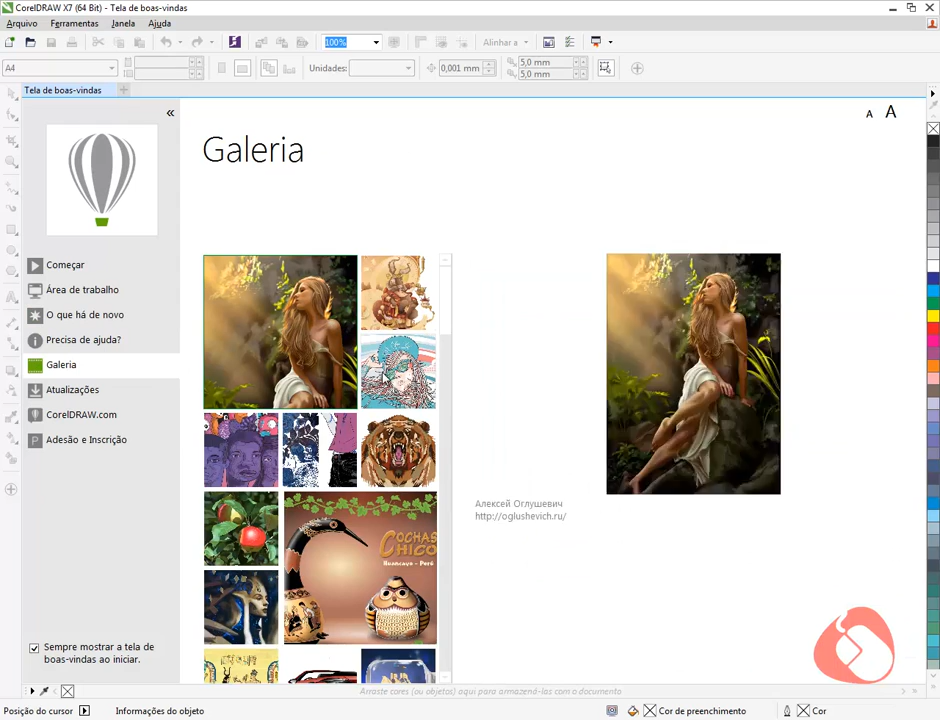 CorelDRAW X7 (64 Bit) - Tela de boas-vindas
Arquivo Ferramentas Janela Ajuda
100%
Alinhar a
A4
Unidades:
0,001 mm
5,0 mm
5,0 mm
Tela de boas-vindas
A A
Galeria
Começar
Área de trabalho
O que há de novo
Precisa de ajuda?
Galeria
Atualizações
CorelDRAW.com
Adesão e Inscrição
COCHAS
CHICO
Huancayo - Perú
Алексей Оглушевич
http://oglushevich.ru/
Sempre mostrar a tela de
boas-vindas ao iniciar.
Arraste cores (ou objetos) aqui para armazená-las com o documento
Posição do cursor
Informações do objeto
Cor de preenchimento
Cor